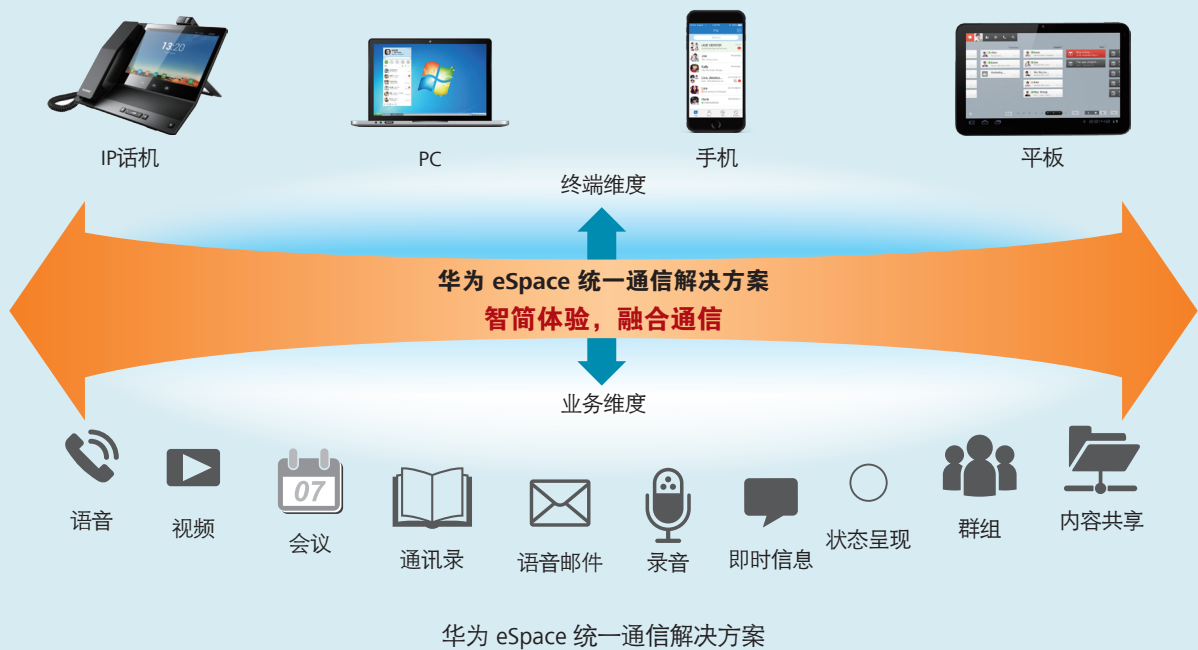 13:20
IP话机
PC
手机
平板
终端维度
华为 eSpace 统一通信解决方案
智简体验，融合通信
业务维度
07
语音
视频
会议
通讯录
语音邮件
录音
即时信息
状态呈现
群组
内容共享
华为 eSpace 统一通信解决方案